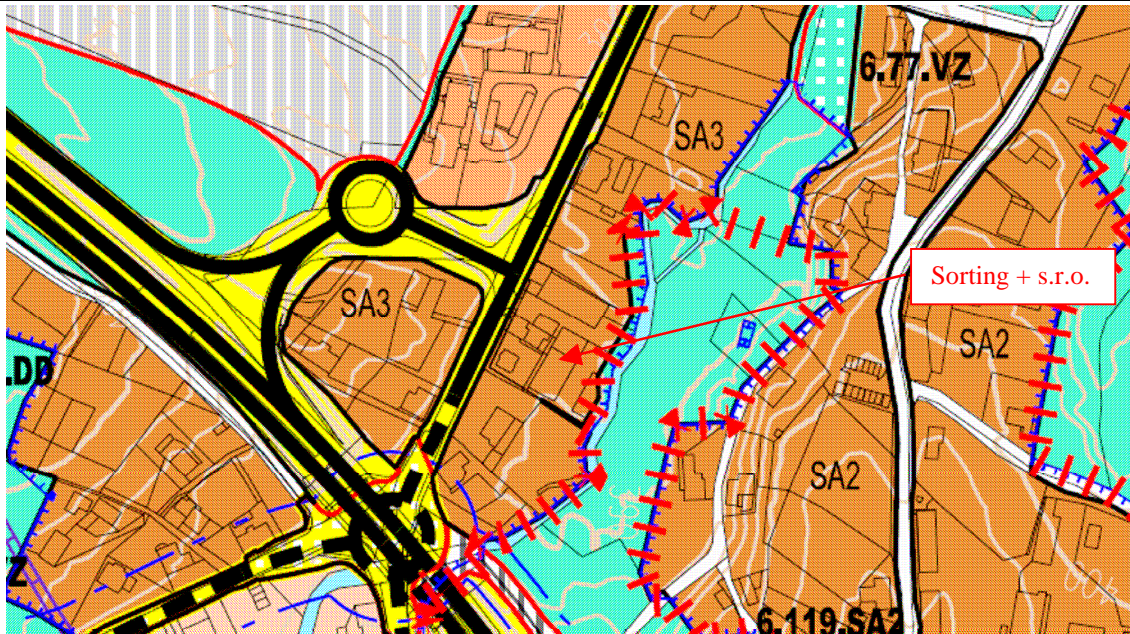 6.77.VZ
SA3
Sorting + s.r.o.
SA3
SA2
.DD
SA2
Z
6.119.SA2